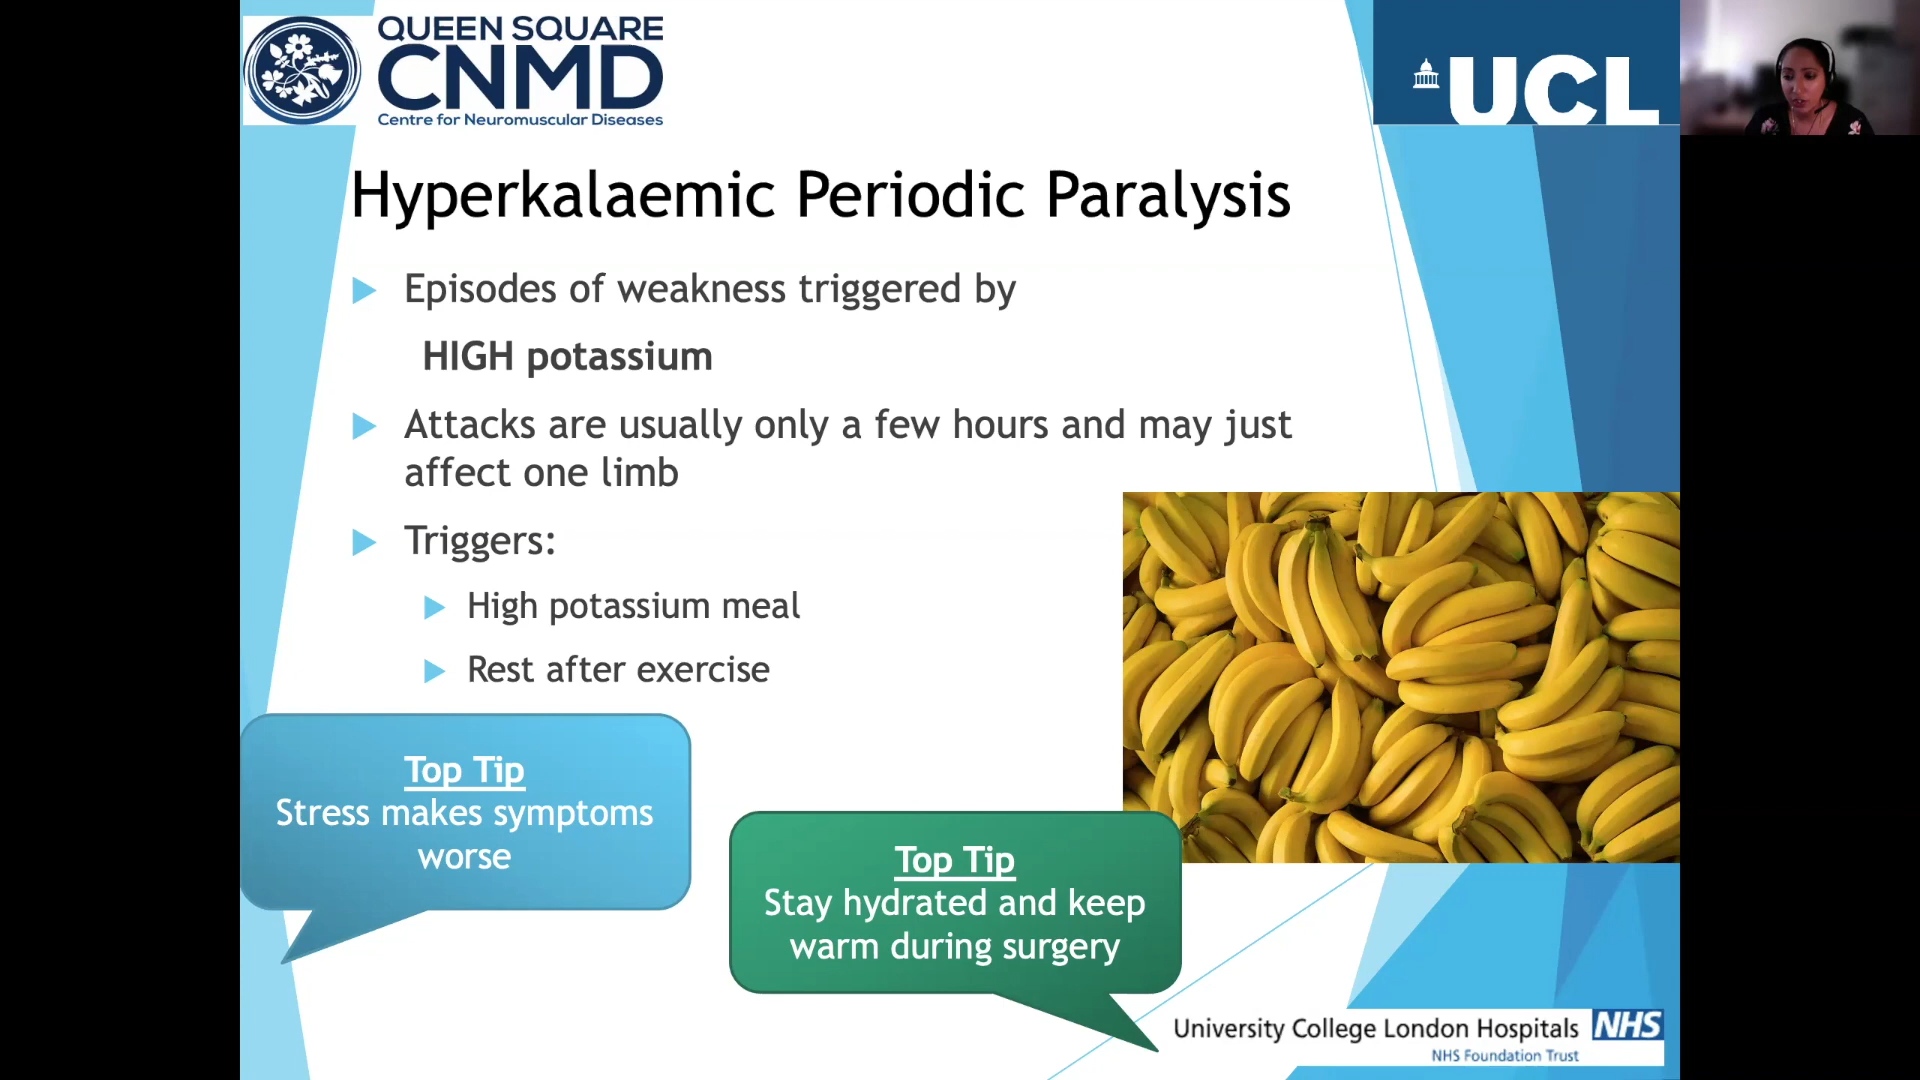 QUEEN SQUARE
CNMD
Centre for Neuromuscular Diseases
UCL
Hyperkalaemic Periodic Paralysis
Episodes of weakness triggered by
HIGH potassium
Attacks are usually only a few hours and may just
affect one limb
Triggers:
High potassium meal
Rest after exercise
Top Tip
Stress makes symptoms
worse
Top Tip
Stay hydrated and keep
warm during surgery
University College London Hospitals NHS
NHS Foundation Trust